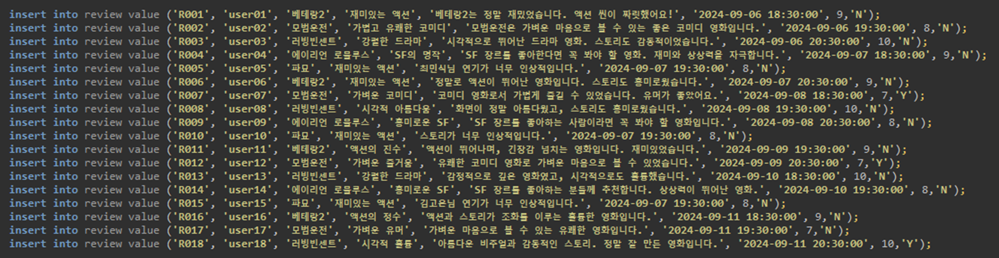 insert into review value ('R001', 'user01', '베테랑2', '재미있는 액션', '베테랑2는 정말 재밌었습니다. 액션 씬이 짜릿했어요!', '2024-09-06 18:30:00', 9,'N');
insert into review value ('R002', 'user02', '모범운전', '가볍고 유쾌한 코미디', '모범운전은 가벼운 마음으로 볼 수 있는 좋은 코미디 영화입니다.', '2024-09-06 19:30:00', 8,'N');
insert into review value ('R003', 'user03', '러빙빈센트', '강렬한 드라마', '시각적으로 뛰어난 드라마 영화. 스토리도 감동적이었습니다.', '2024-09-06 20:30:00', 10,'N');
insert into review value ('R004', 'user04', '에이리언 로물루스', 'SF의 명작', 'SF 장르를 좋아한다면 꼭 봐야 할 영화. 재미와 상상력을 자극합니다.', '2024-09-07 18:30:00', 9,'N');
insert into review value ('R005', 'user05', '파묘', '재미있는 액션', '최민식님 연기가 너무 인상적입니다.', '2024-09-07 19:30:00', 8,'N');
insert into review value ('R006', 'user06', '베테랑2', '재미있는 액션', '정말로 액션이 뛰어난 영화입니다. 스토리도 흥미로웠습니다.', '2024-09-07 20:30:00', 9,'N');
insert into review value ('R007', 'user07', '모범운전', '가벼운 코미디', '코미디 영화로서 가볍게 즐길 수 있었습니다. 유머가 좋았어요.', '2024-09-08 18:30:00', 7,'Y');
insert into review value ('R008', 'user08', '러빙빈센트', '시각적 아름다움', '화면이 정말 아름다웠고, 스토리도 흥미로웠습니다.', '2024-09-08 19:30:00', 10,'N');
insert into review value ('R009', 'user09', '에이리언 로물루스', '흥미로운 SF', 'SF 장르를 좋아하는 사람이라면 꼭 봐야 할 영화입니다.', '2024-09-08 20:30:00', 8,'N');
insert into review value ('R010', 'user10', '파묘', '재미있는 액션', '스토리가 너무 인상적입니다.', '2024-09-07 19:30:00', 8,'N');
insert into review value ('R011', 'user11', '베테랑2', '액션의 진수', '액션이 뛰어나며, 긴장감 넘치는 영화입니다. 재미있었습니다.', '2024-09-09 19:30:00', 9,'N');
insert into review value ('R012', 'user12', '모범운전', '가벼운 즐거움', '유쾌한 코미디 영화로 가벼운 마음으로 볼 수 있었습니다.', '2024-09-09 20:30:00', 7,'Y');
insert into review value ('R013', 'user13', '러빙빈센트', '강렬한 드라마', '감정적으로 깊은 영화였고, 시각적으로도 훌륭했습니다.', '2024-09-10 18:30:00', 10,'N');
insert into review value ('R014', 'user14', '에이리언 로물루스', '흥미로운 SF', 'SF 장르를 좋아하는 분들께 추천합니다. 상상력이 뛰어난 영화.', '2024-09-10 19:30:00', 8,'N');
insert into review value ('R015', 'user15', '파묘', '재미있는 액션', '김고은님 연기가 너무 인상적입니다.', '2024-09-07 19:30:00', 8,'N');
insert into review value ('R016', 'user16', '베테랑2', '액션의 정수', '액션과 스토리가 조화를 이루는 훌륭한 영화입니다.', '2024-09-11 18:30:00', 9,'N');
insert into review value ('R017', 'user17', '모범운전', '가벼운 유머', '가벼운 마음으로 볼 수 있는 유쾌한 영화입니다.', '2024-09-11 19:30:00', 7,'N');
insert into review value ('R018', 'user18', '러빙빈센트', '시각적 훌륭', '아름다운 비주얼과 감동적인 스토리. 정말 잘 만든 영화입니다.', '2024-09-11 20:30:00', 10,'Y');